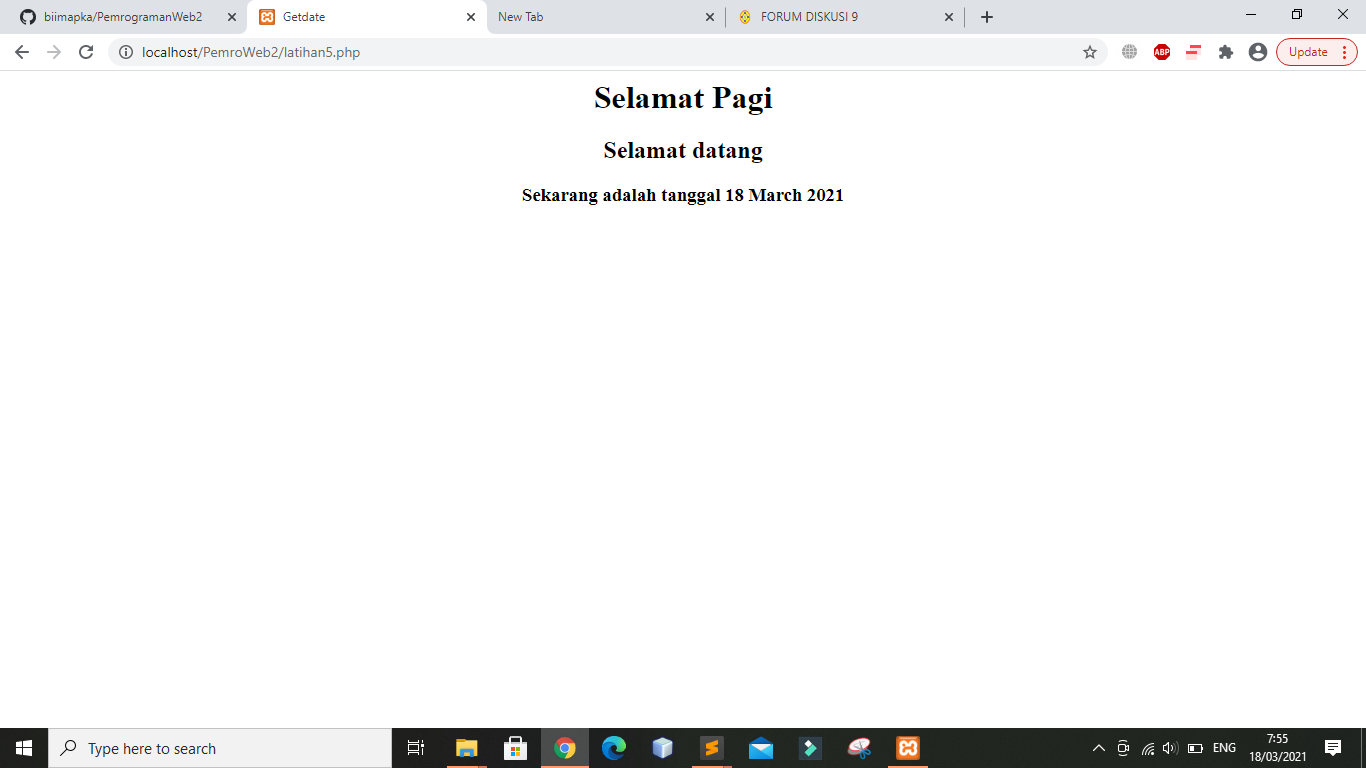 biimapka/PemrogramanWeb2
Getdate
New Tab
FORUM DISKUSI 9
localhost/PemroWeb2/latihan5.php
ABP
Update
Selamat Pagi
Selamat datang
Sekarang adalah tanggal 18 March 2021
Type here to search
ENG
7:55
18/03/2021